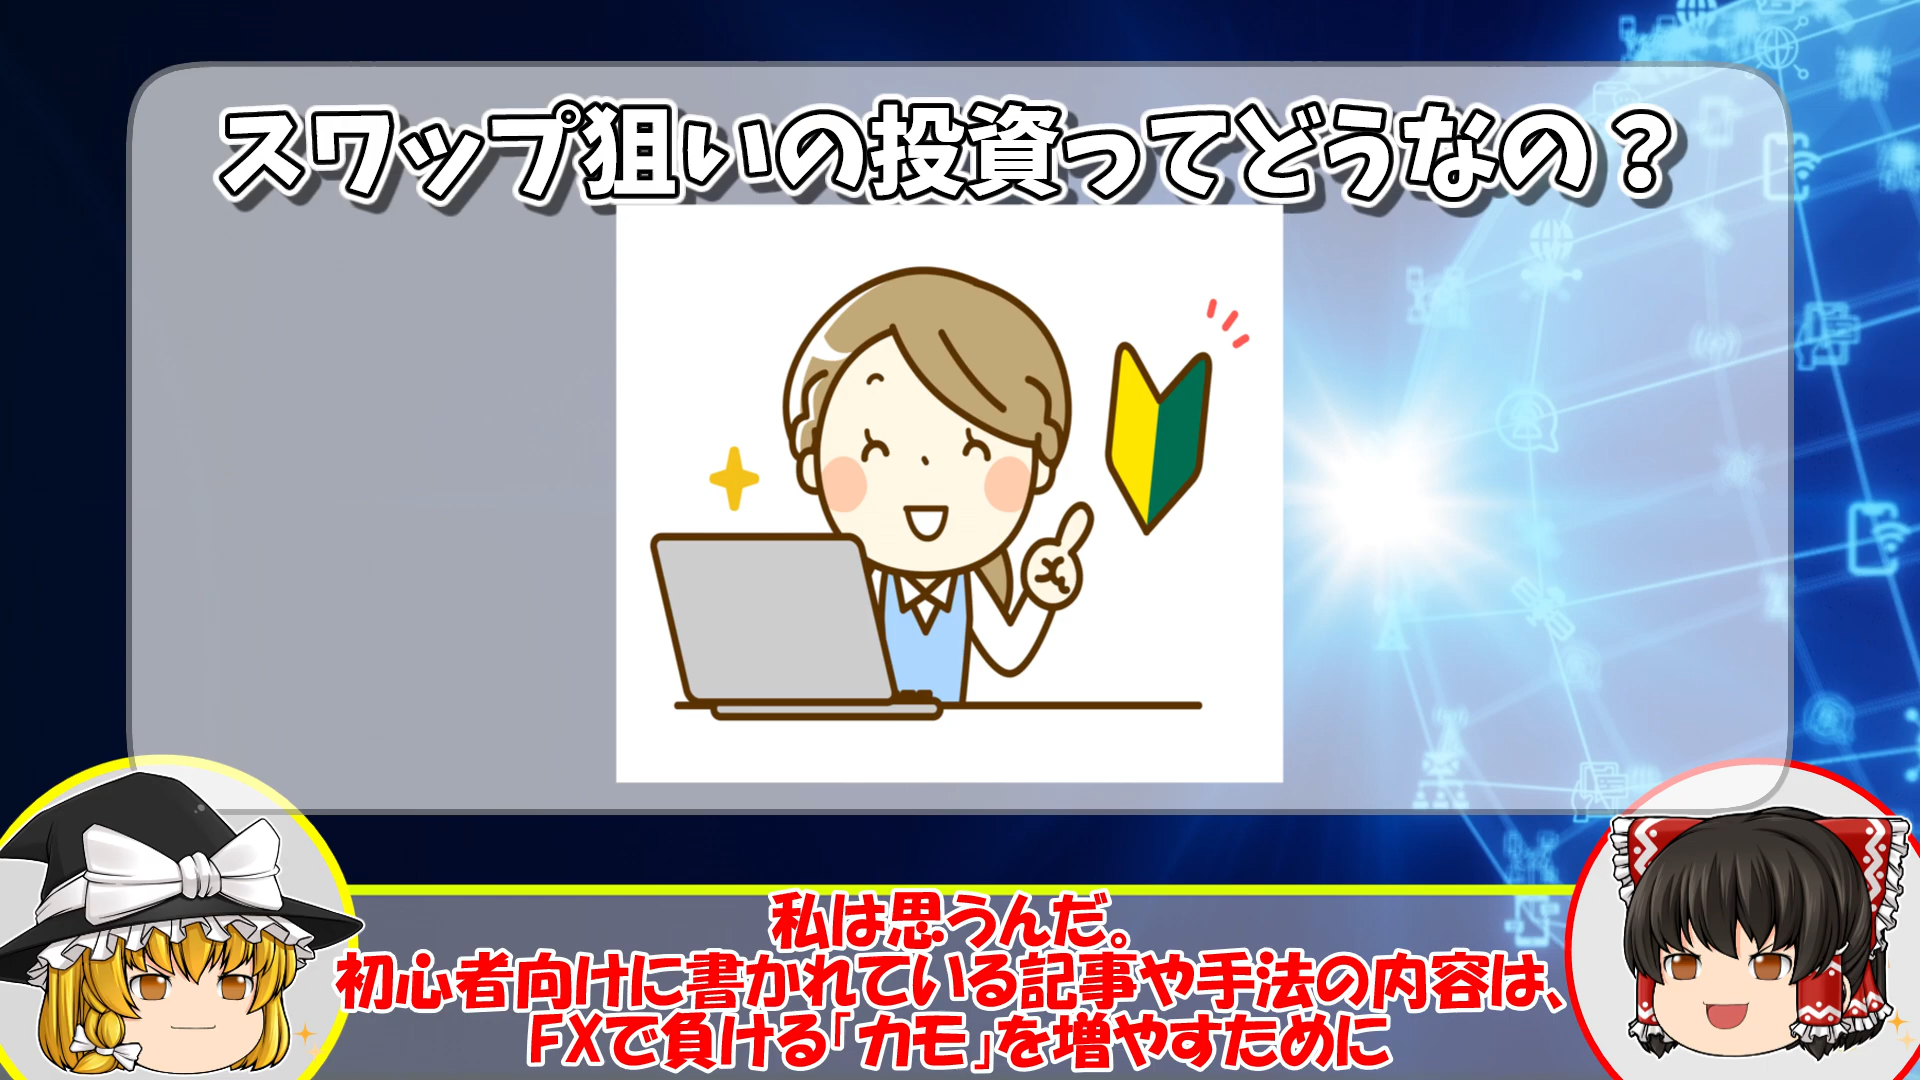 スワップ狙いの投資ってどうなの？
私は思うんだ。
初心者向けに書かれている記事や手法の内容は、
FXで負ける「カモ」を増やすために